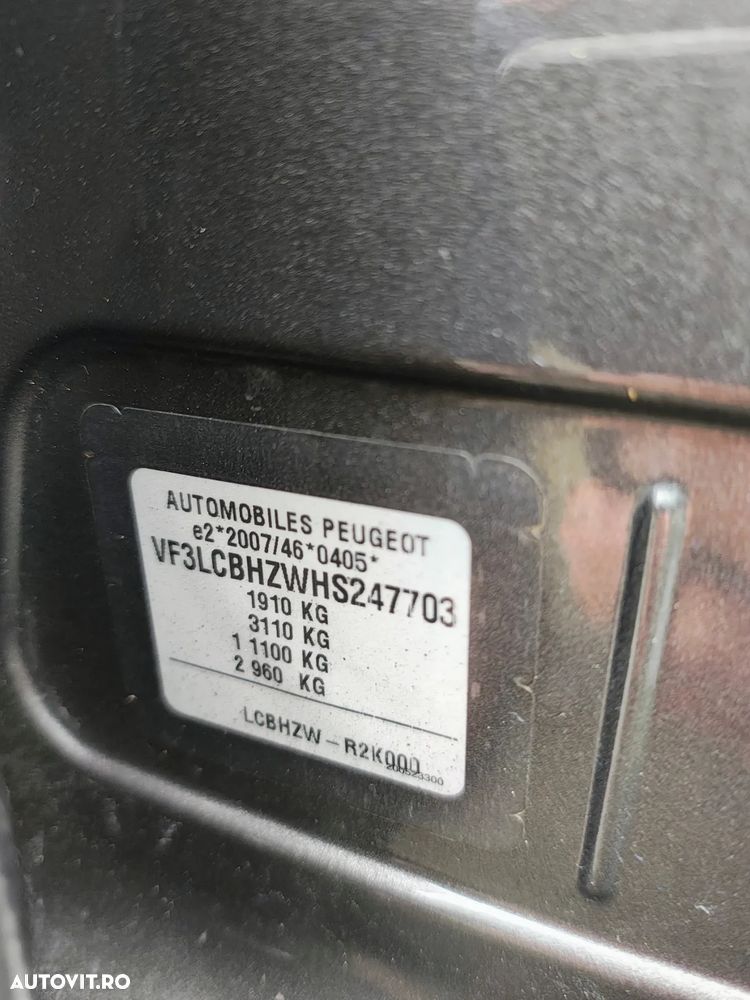 AUTOMOBILES PEUGEOT
e2*2007/46*0405*
VF3LCBHZWHS247703
1910 KG
3110 KG
1 1100 KG
2 960 KG
LCBHZW - R2K000
200523300
AUTOVIT.RO